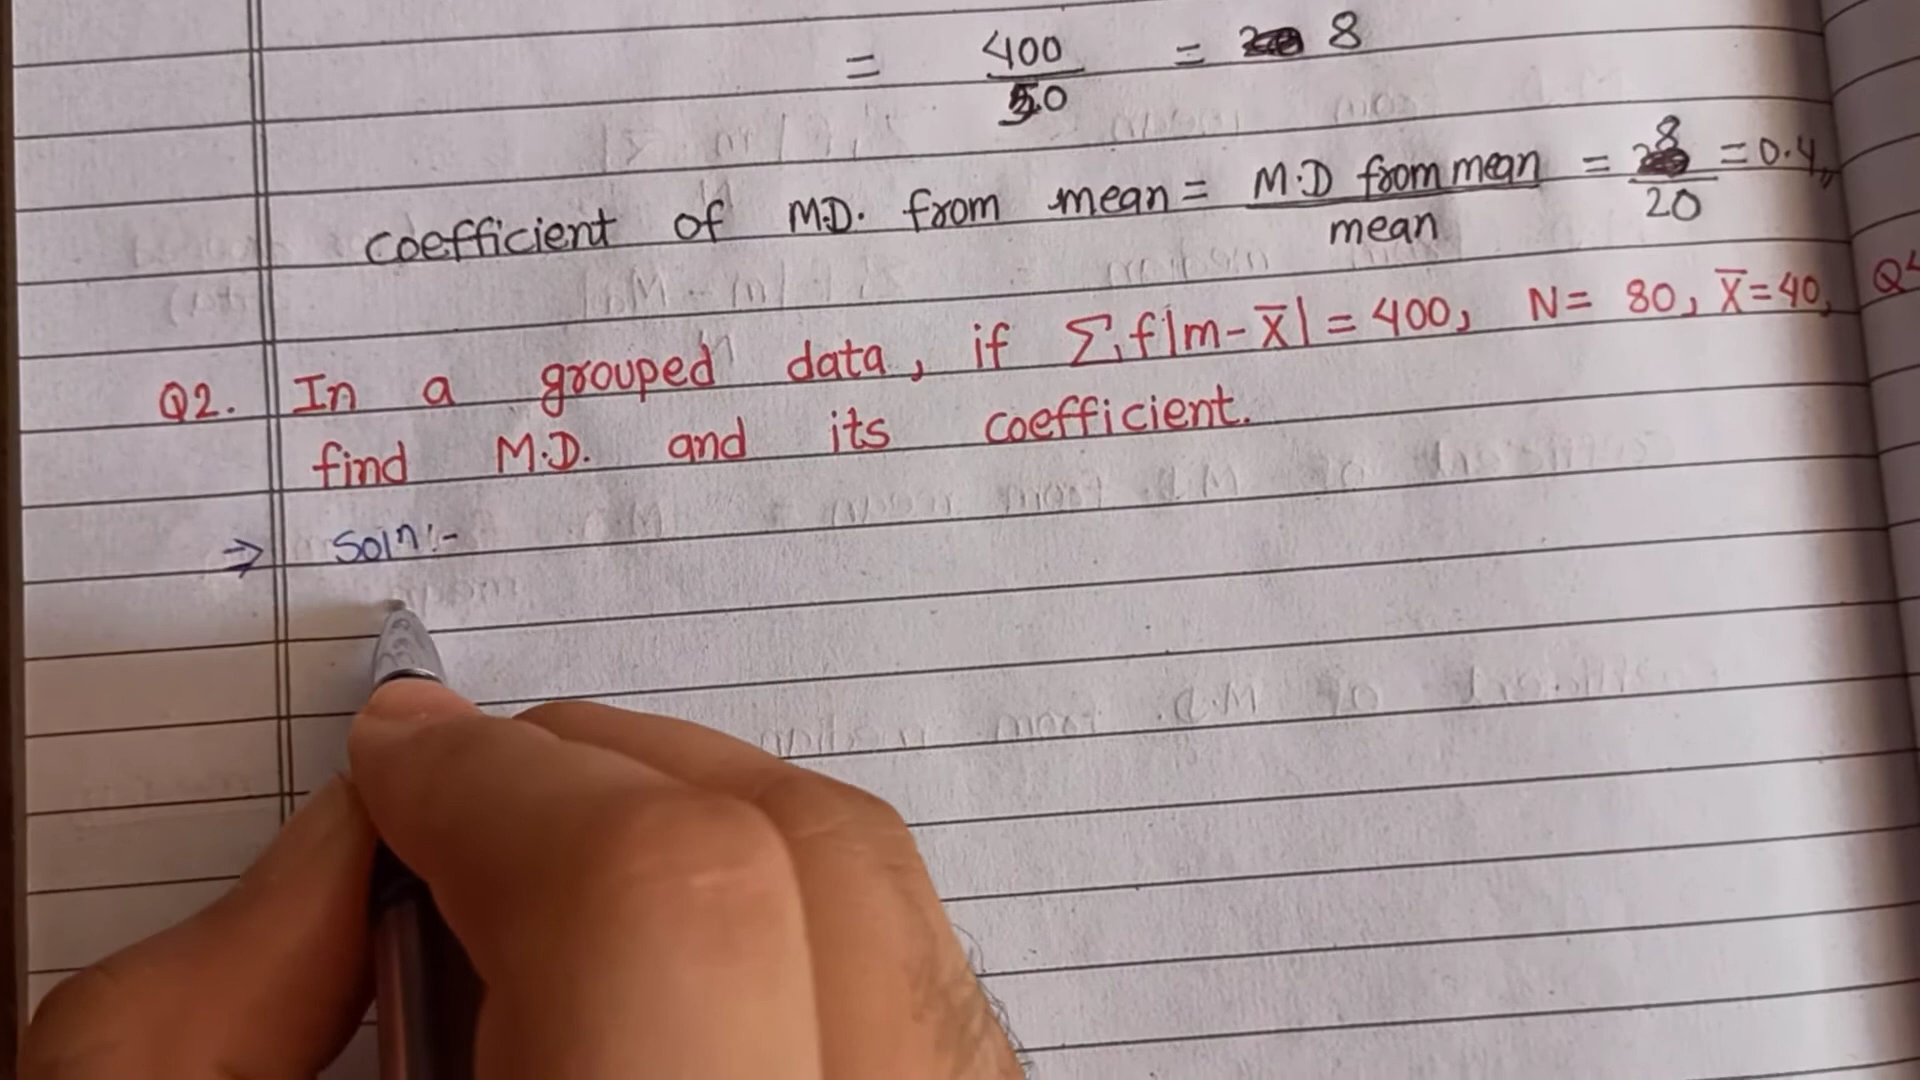 = 400/50 = 8
coefficient of M.D. from mean = M.D from mean/mean = 8/20 = 0.4,
Q2. In a grouped data, if Σf|m-X̅| = 400, N = 80, X̅=40,
find M.D. and its coefficient.
⇒ Soln:-